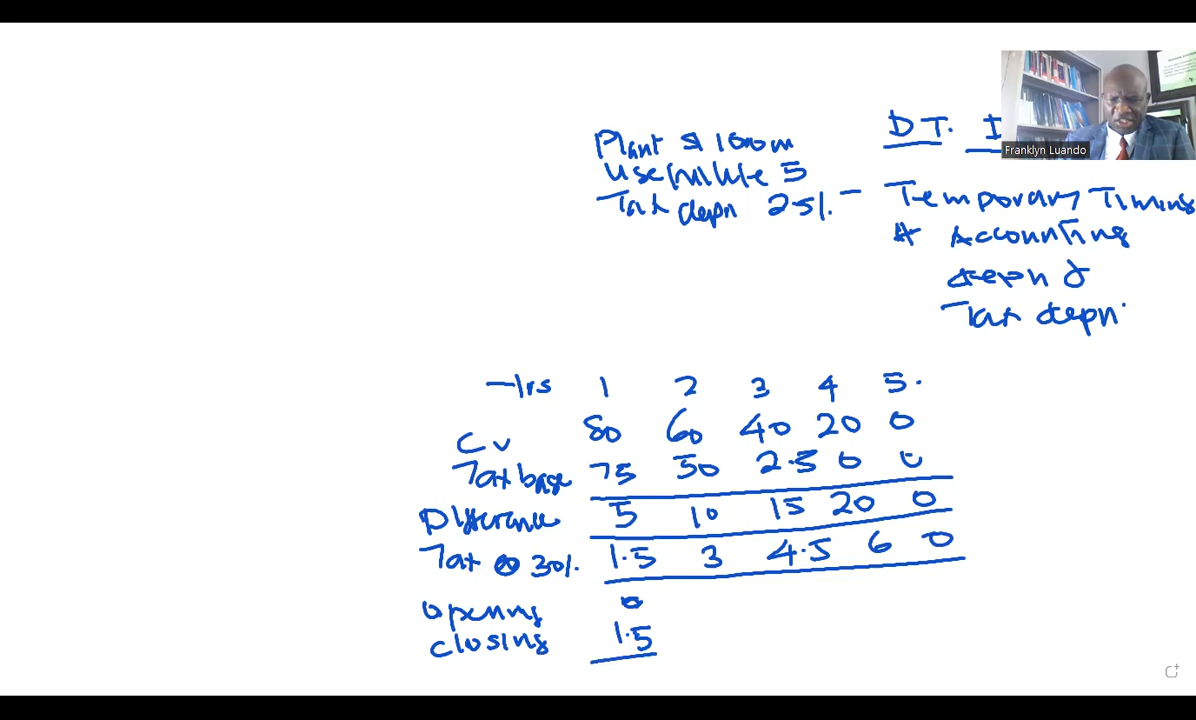 Franklyn Luando
Plant $100m
Useful life 5
Tax depn 25%
DT.
- Temporary Timing
* Accounting
depn &
Tax depn.
Yrs 1 2 3 4 5.
CV 80 60 40 20 0
Tax base 75 50 2.5 0 0
Difference 5 10 15 20 0
Tax @ 30%. 1.5 3 4.5 6 0
opening 0
closing 1.5